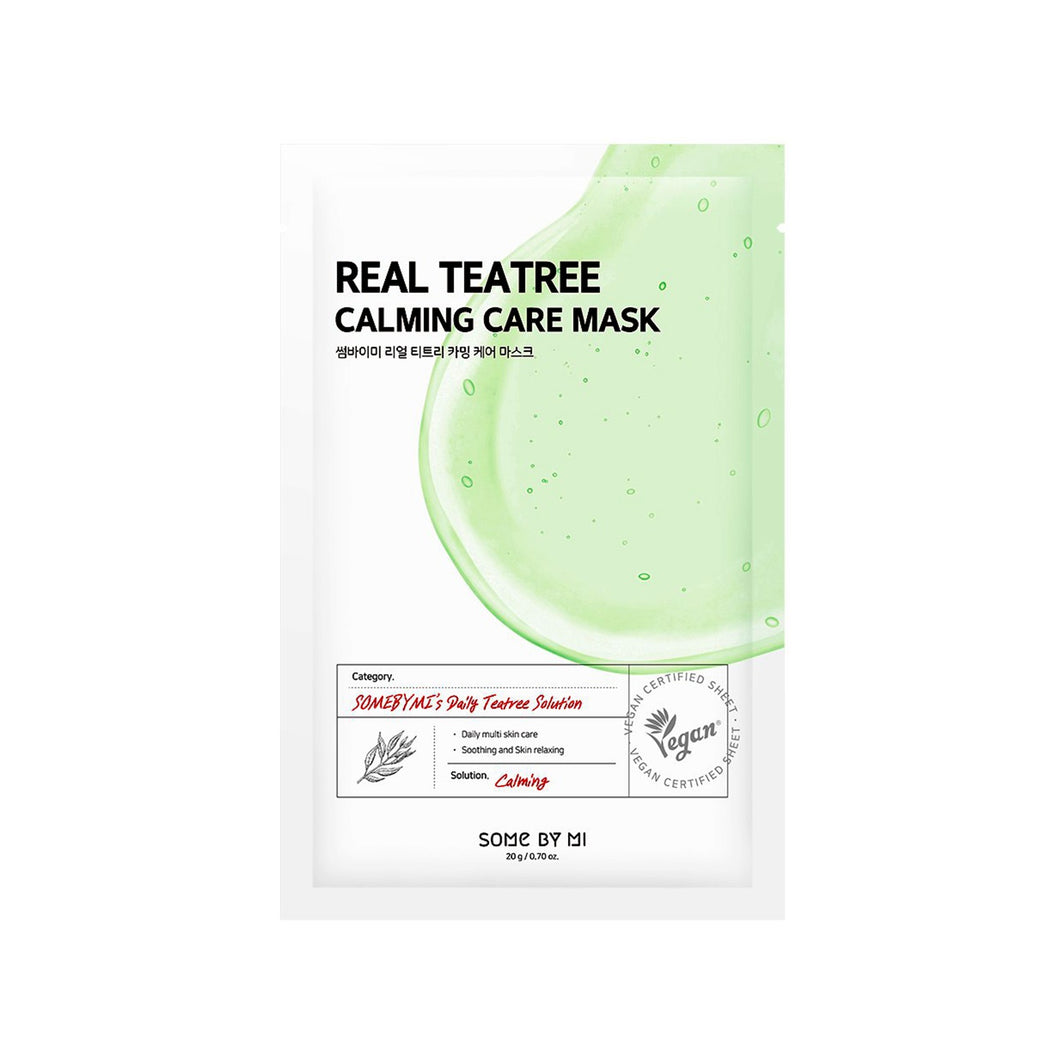 REAL TEATREE
CALMING CARE MASK
썸바이미 리얼 티트리 카밍 케어 마스크
Category.
SOMEBYMI's Daily Teatree Solution
· Daily multi skin care
· Soothing and Skin relaxing
Solution. Calming
VEGAN CERTIFIED SHEET ·
Vegan®
VEGAN CERTIFIED SHEET ·
SOME BY MI
20 g / 0.70 oz.